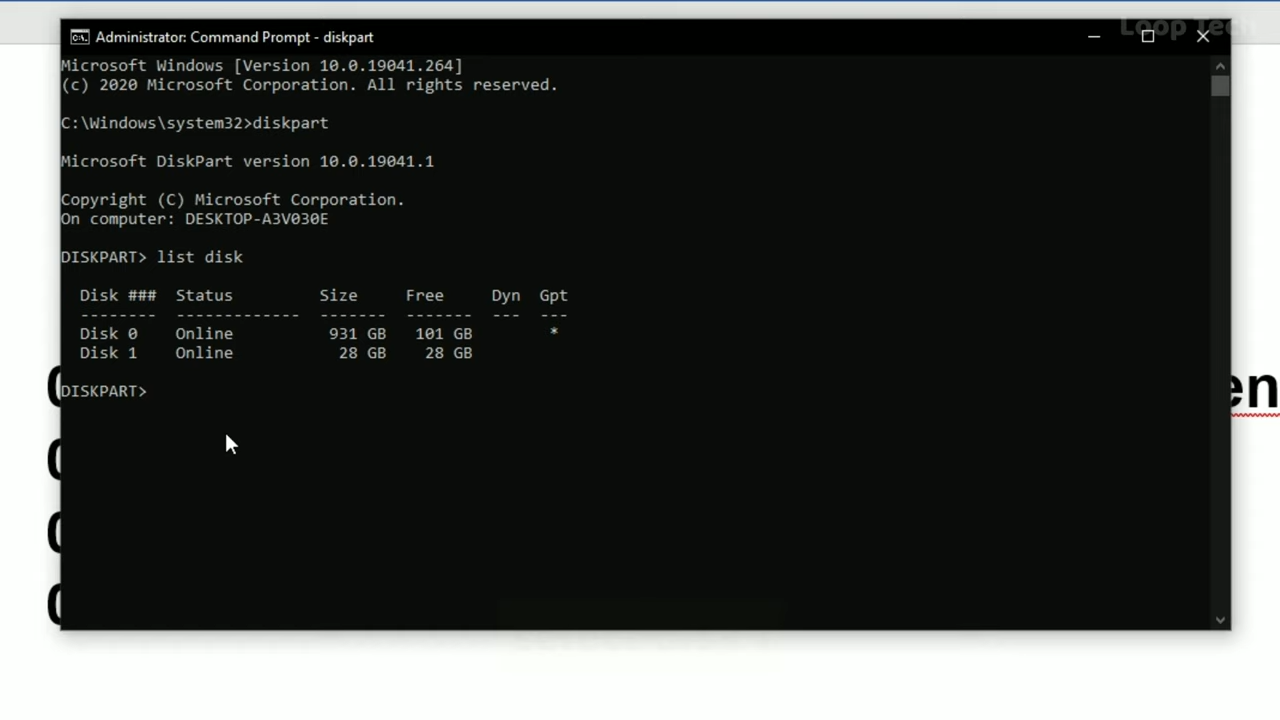 Loop Tech
Administrator: Command Prompt - diskpart
Microsoft Windows [Version 10.0.19041.264]
(c) 2020 Microsoft Corporation. All rights reserved.
C:\Windows\system32>diskpart
Microsoft DiskPart version 10.0.19041.1
Copyright (C) Microsoft Corporation.
On computer: DESKTOP-A3V030E
DISKPART> list disk
Disk ### Status Size Free Dyn Gpt
-------- ------------- ------- ------- --- ---
Disk 0 Online 931 GB 101 GB *
Disk 1 Online 28 GB 28 GB
DISKPART>
en